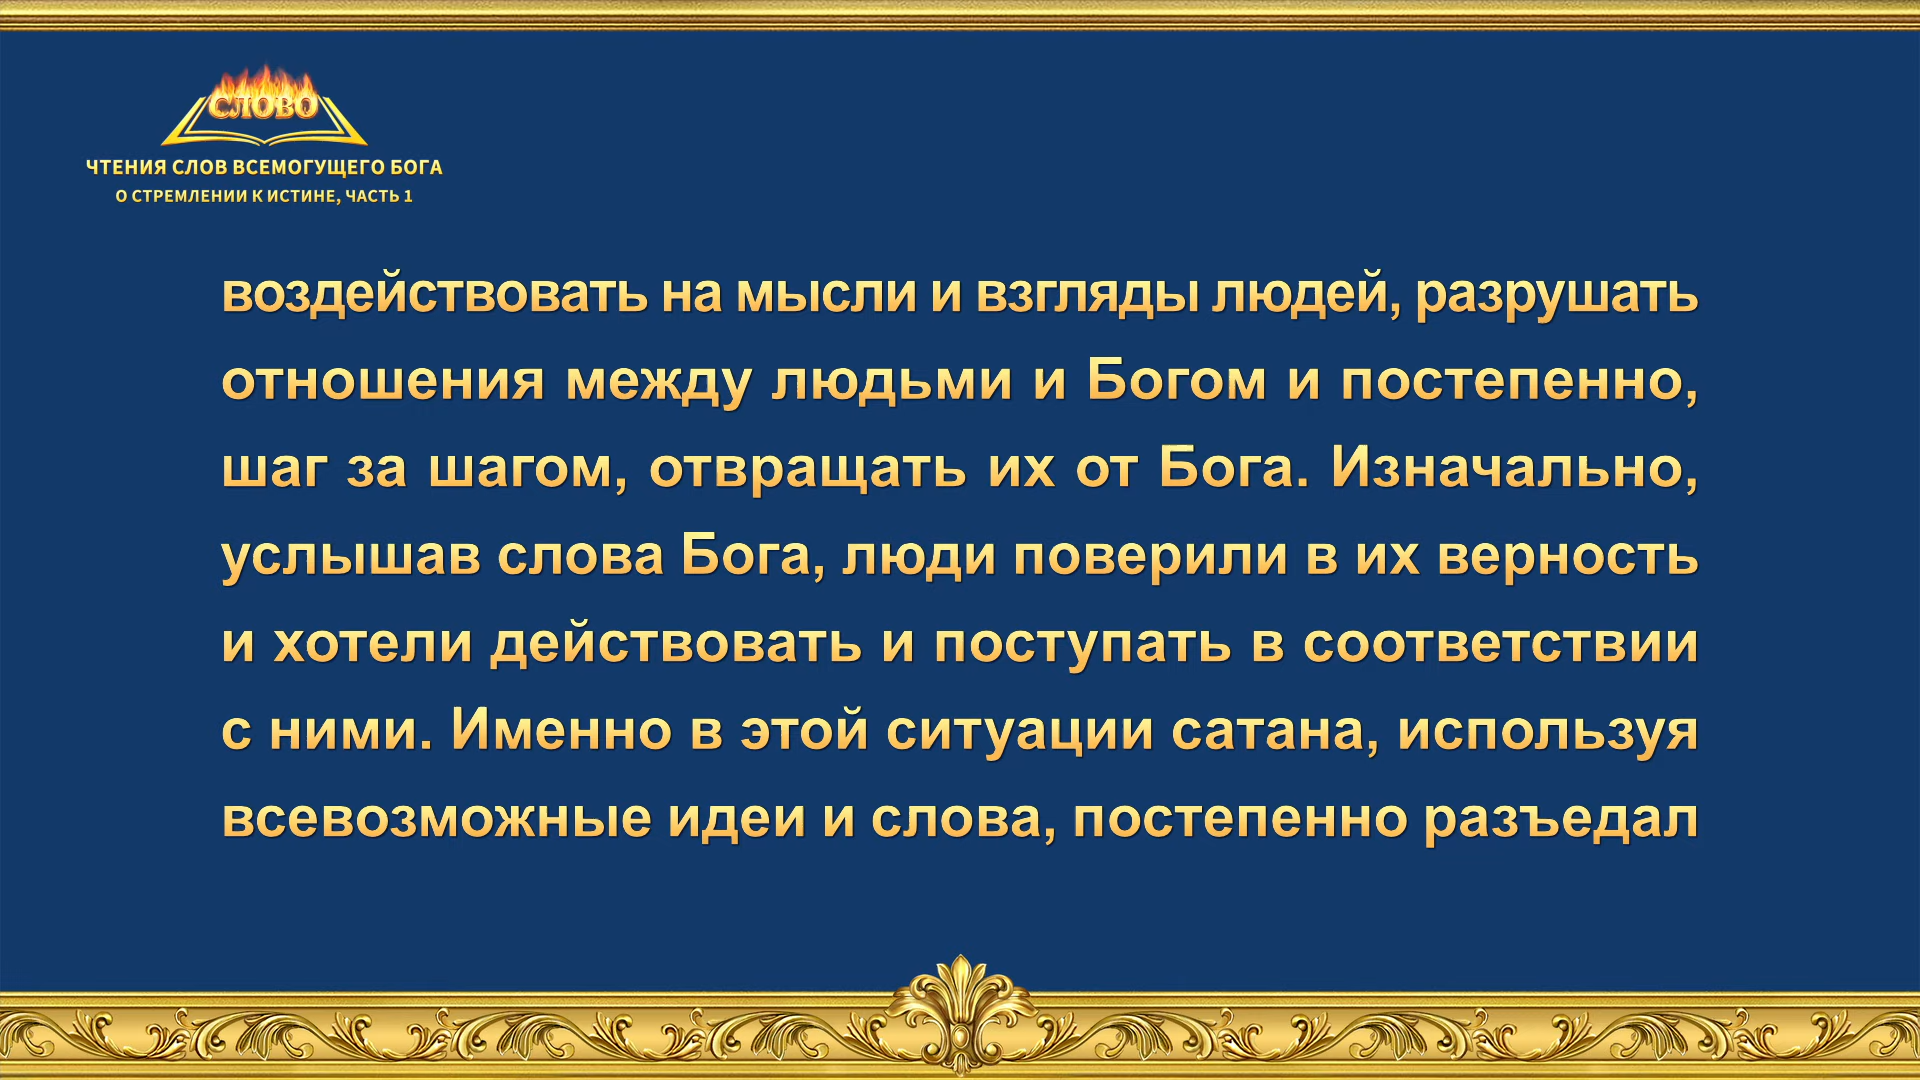 СЛОВО
ЧТЕНИЯ СЛОВ ВСЕМОГУЩЕГО БОГА
О СТРЕМЛЕНИИ К ИСТИНЕ, ЧАСТЬ 1
воздействовать на мысли и взгляды людей, разрушать
отношения между людьми и Богом и постепенно,
шаг за шагом, отвращать их от Бога. Изначально,
услышав слова Бога, люди поверили в их верность
и хотели действовать и поступать в соответствии
с ними. Именно в этой ситуации сатана, используя
всевозможные идеи и слова, постепенно разъедал